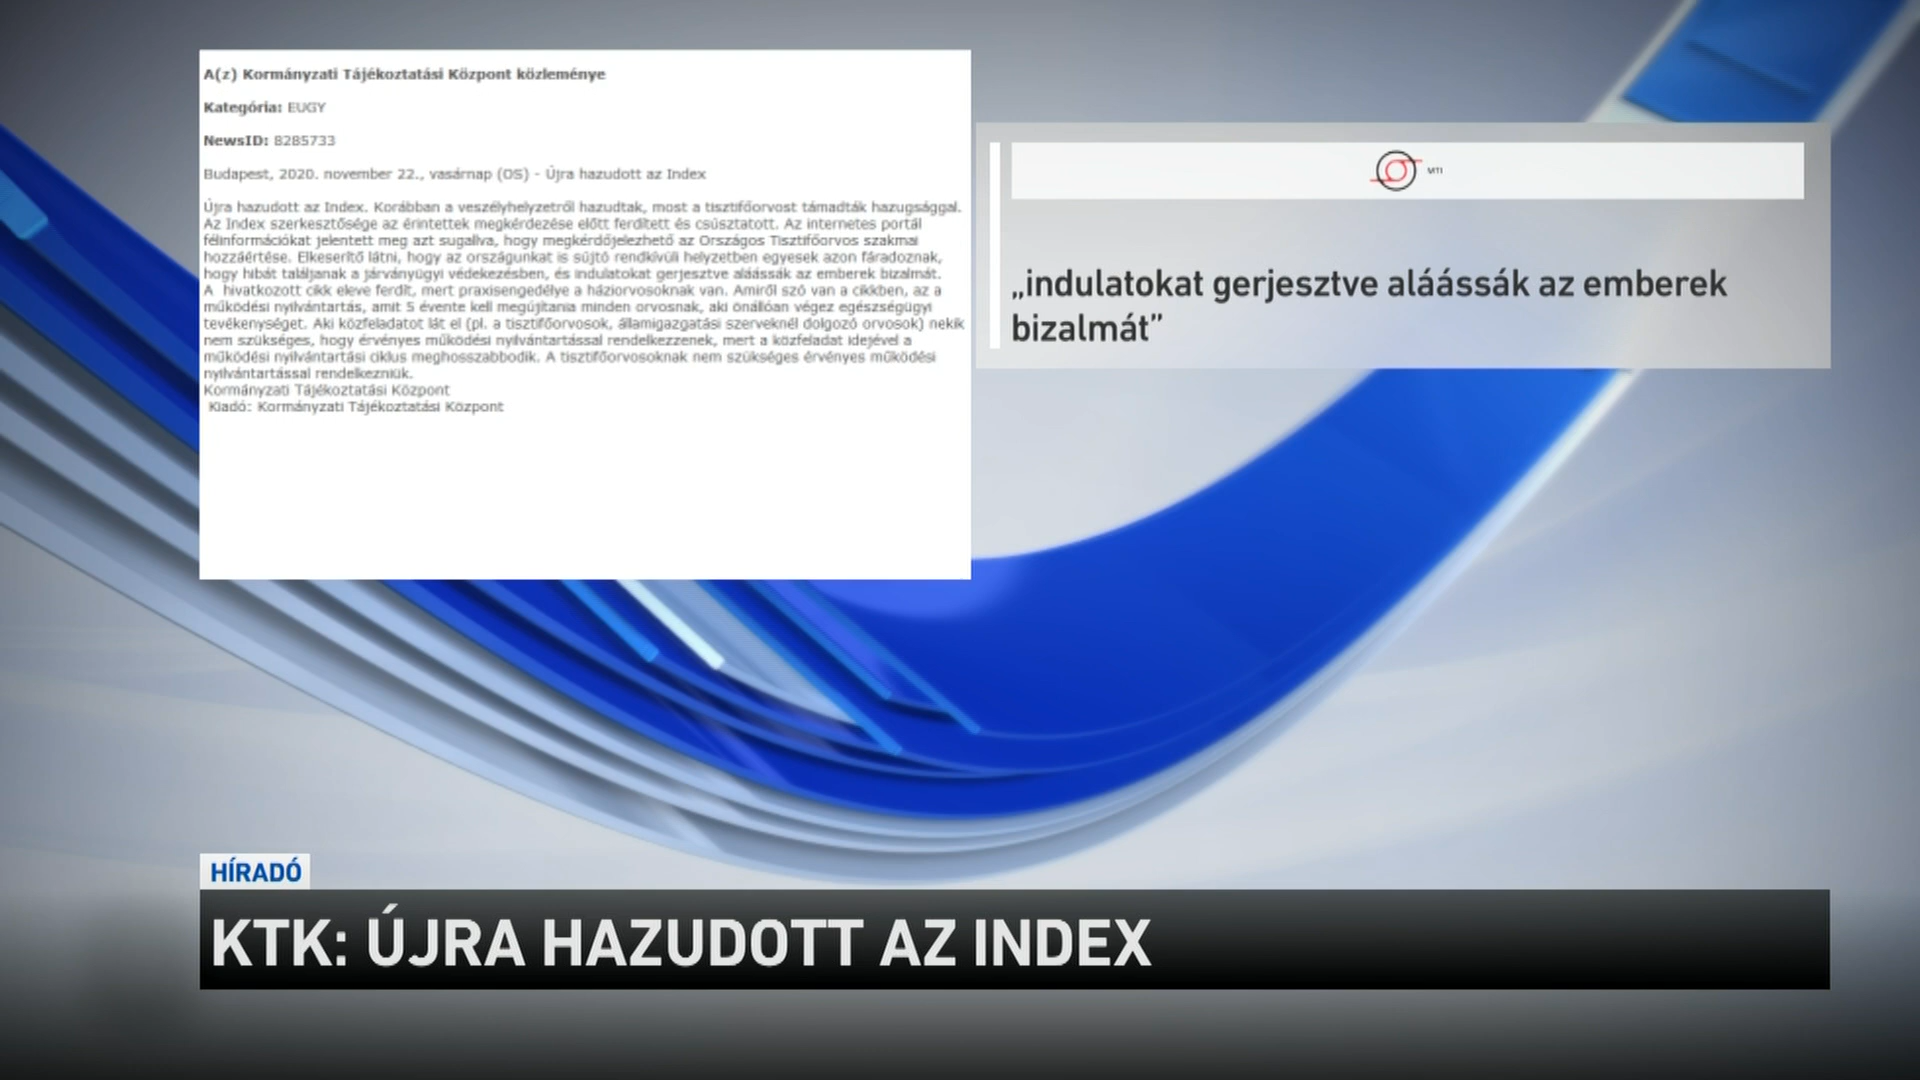 A(z) Kormányzati Tájékoztatási Központ közleménye
Kategória: EUGY
NewsID: 8285733
Budapest, 2020. november 22., vasárnap (OS) - Újra hazudott az Index
Újra hazudott az Index. Korábban a veszélyhelyzetről hazudtak, most a tisztifőorvost támadták hazugsággal.
Az Index szerkesztősége az érintettek megkérdezése előtt ferdített és csúsztatott. Az internetes portál
félinformációkat jelentett meg azt sugallva, hogy megkérdőjelezhető az Országos Tisztifőorvos szakmai
hozzáértése. Elkeserítő látni, hogy az országunkat is sújtó rendkívüli helyzetben egyesek azon fáradoznak,
hogy hibát találjanak a járványügyi védekezésben, és indulatokat gerjesztve aláássák az emberek bizalmát.
A hivatkozott cikk eleve ferdít, mert praxisengedélye a háziorvosoknak van. Amiről szó van a cikkben, az a
működési nyilvántartás, amit 5 évente kell megújítania minden orvosnak, aki önállóan végez egészségügyi
tevékenységet. Aki közfeladatot lát el (pl. a tisztifőorvosok, államigazgatási szerveknél dolgozó orvosok) nekik
nem szükséges, hogy érvényes működési nyilvántartással rendelkezzenek, mert a közfeladat idejével a
működési nyilvántartási ciklus meghosszabbodik. A tisztifőorvosoknak nem szükséges érvényes működési
nyilvántartással rendelkezniük.
Kormányzati Tájékoztatási Központ
Kiadó: Kormányzati Tájékoztatási Központ
MTI
„indulatokat gerjesztve aláássák az emberek
bizalmát”
HÍRADÓ
KTK: ÚJRA HAZUDOTT AZ INDEX